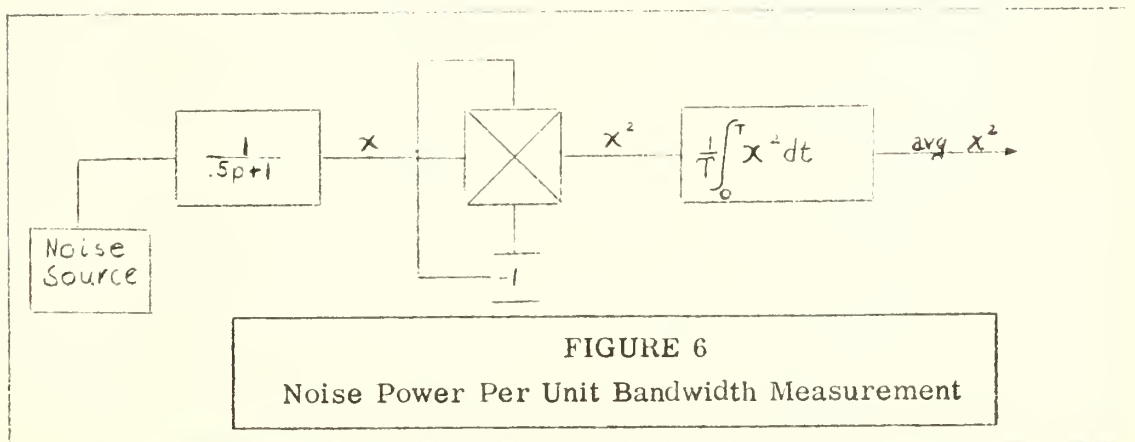 Noise
Source
1
.5p+1
x
-1
x²
1/T ∫₀ᵀ x² dt
avg x²
FIGURE 6
Noise Power Per Unit Bandwidth Measurement